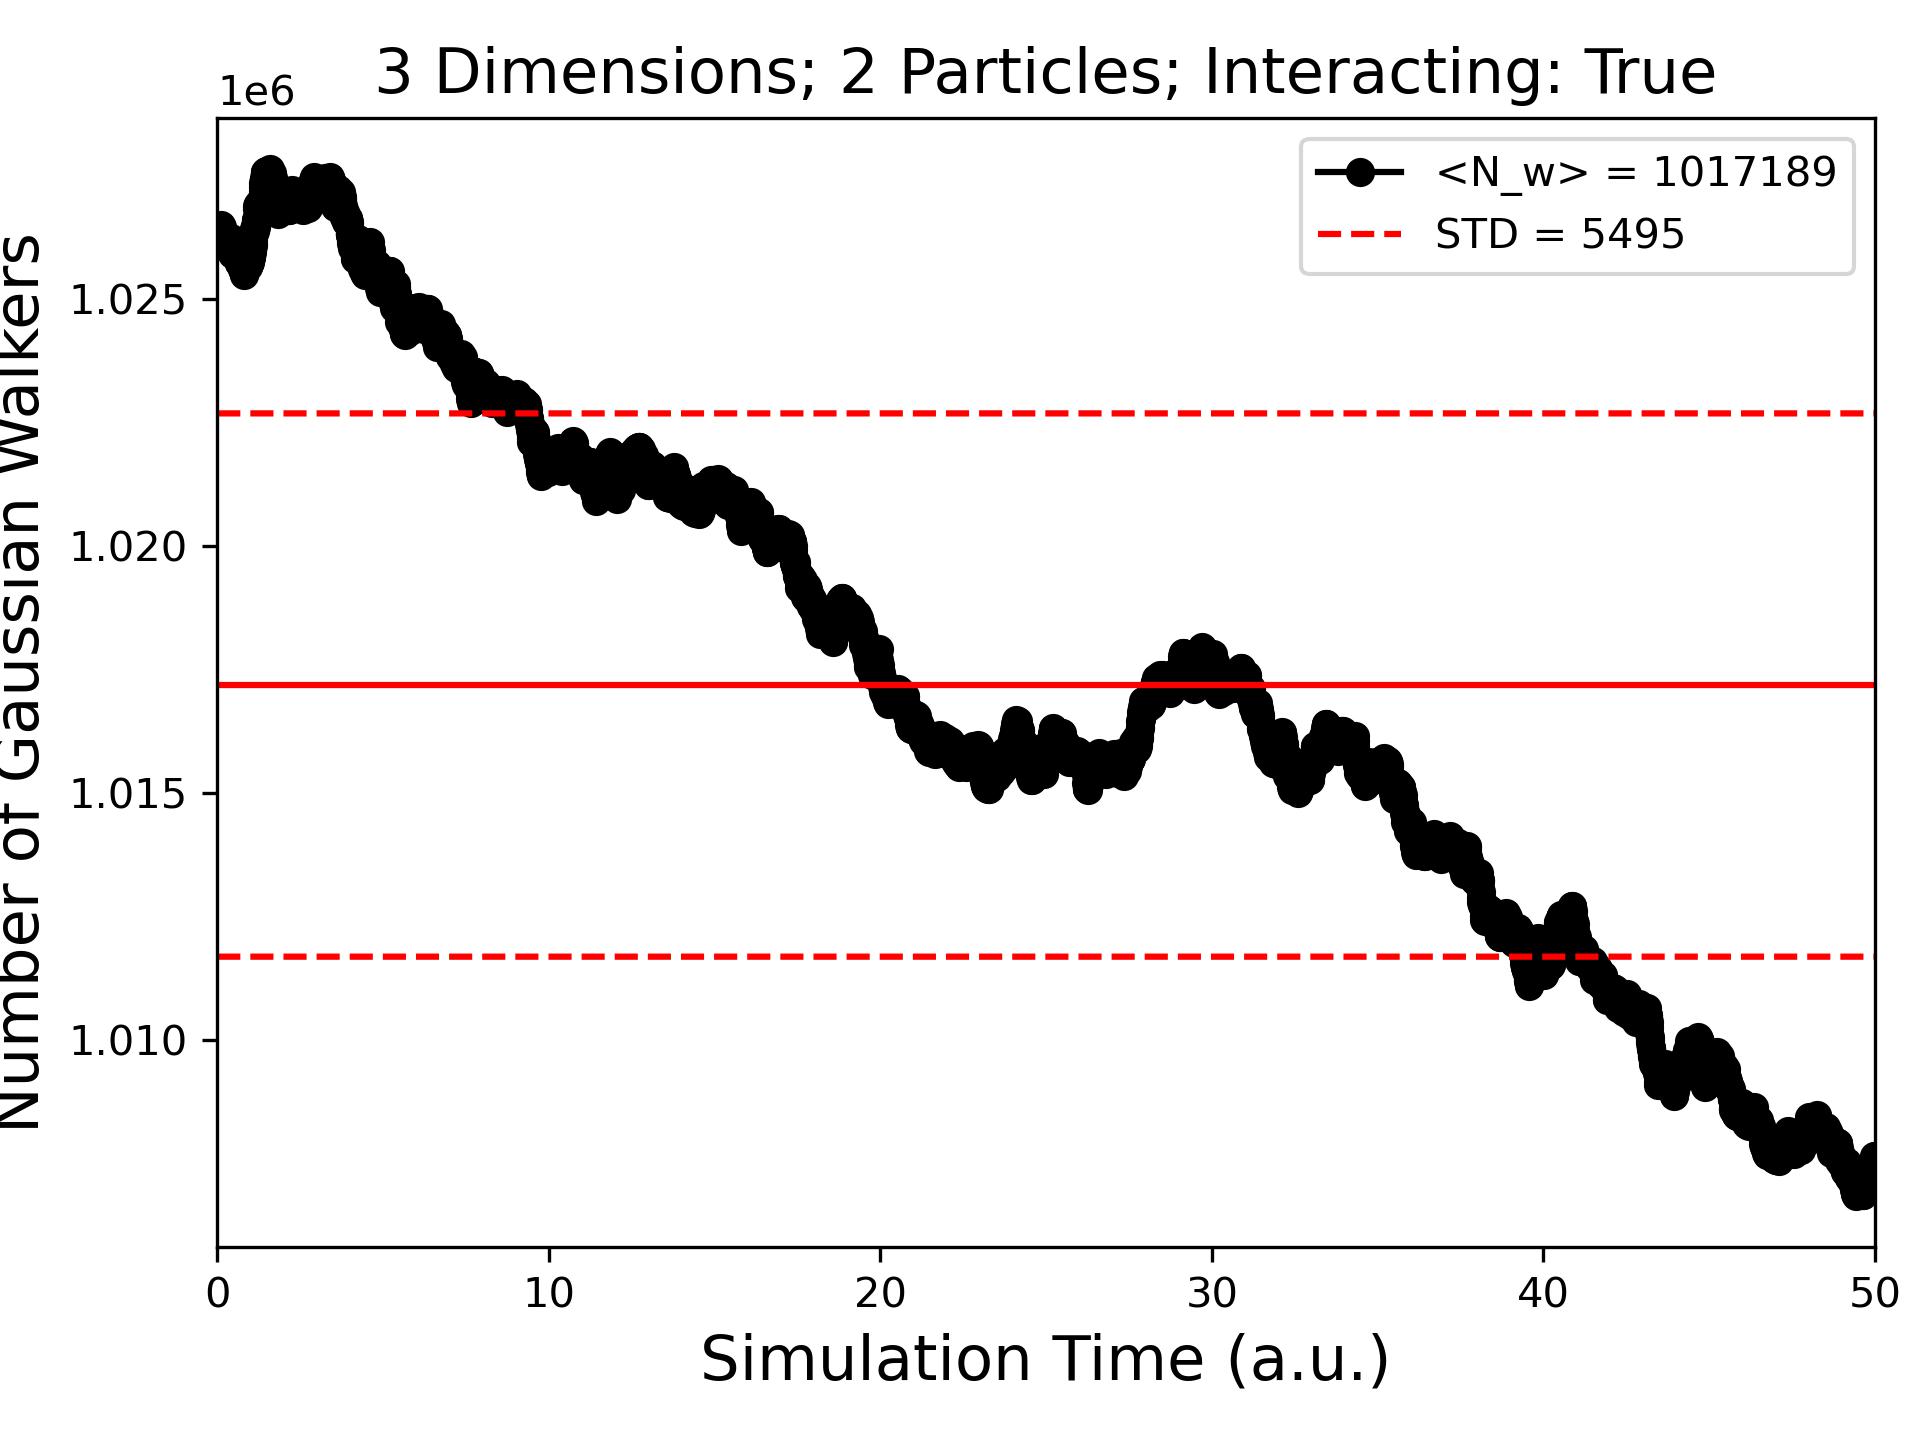 3 Dimensions; 2 Particles; Interacting: True
1e6
<N_w> = 1017189
STD = 5495
Number of Gaussian Walkers
1.025
1.020
1.015
1.010
0 10 20 30 40 50
Simulation Time (a.u.)